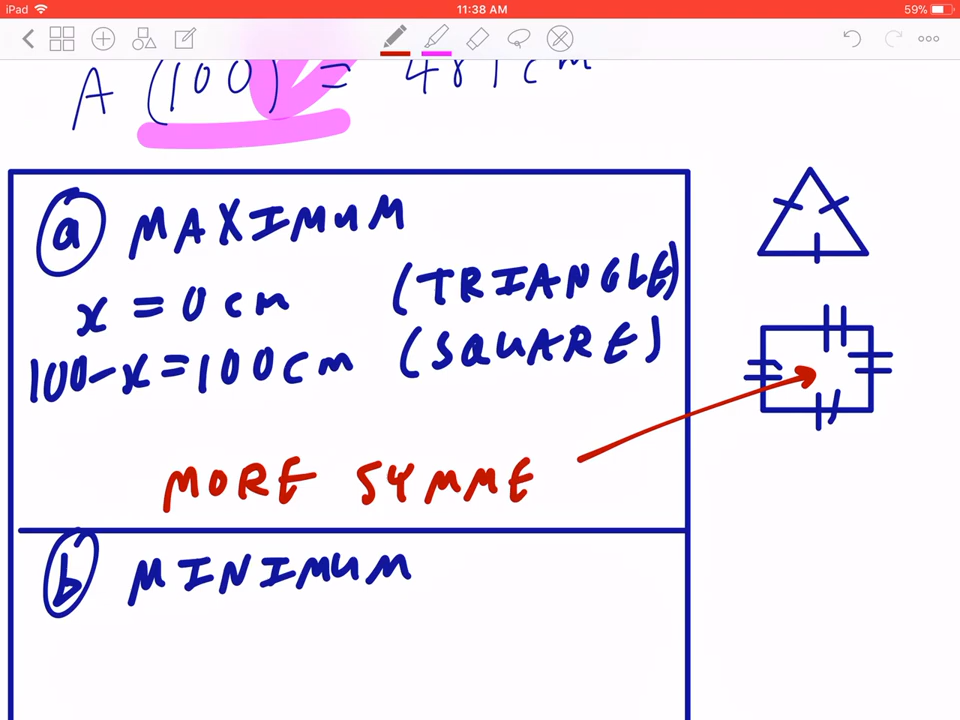 iPad 11:38 AM 59%
A (100) = 481 cm
a MAXIMUM
x = 0 cm (TRIANGLE)
100-x = 100 cm (SQUARE)
MORE SYMME
b MINIMUM